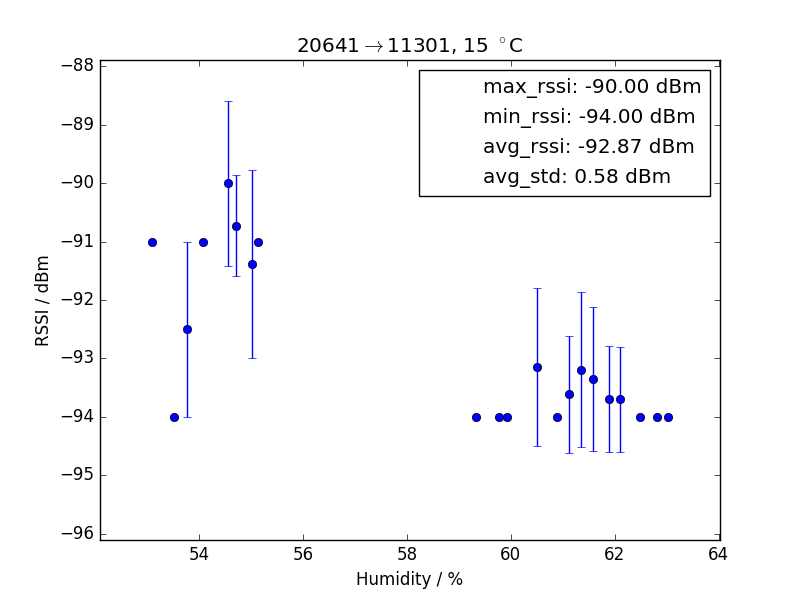 20641→11301, 15 °C
max_rssi: -90.00 dBm
min_rssi: -94.00 dBm
avg_rssi: -92.87 dBm
avg_std: 0.58 dBm
−88
−89
−90
−91
−92
−93
−94
−95
−96
RSSI / dBm
54
56
58
60
62
64
Humidity / %